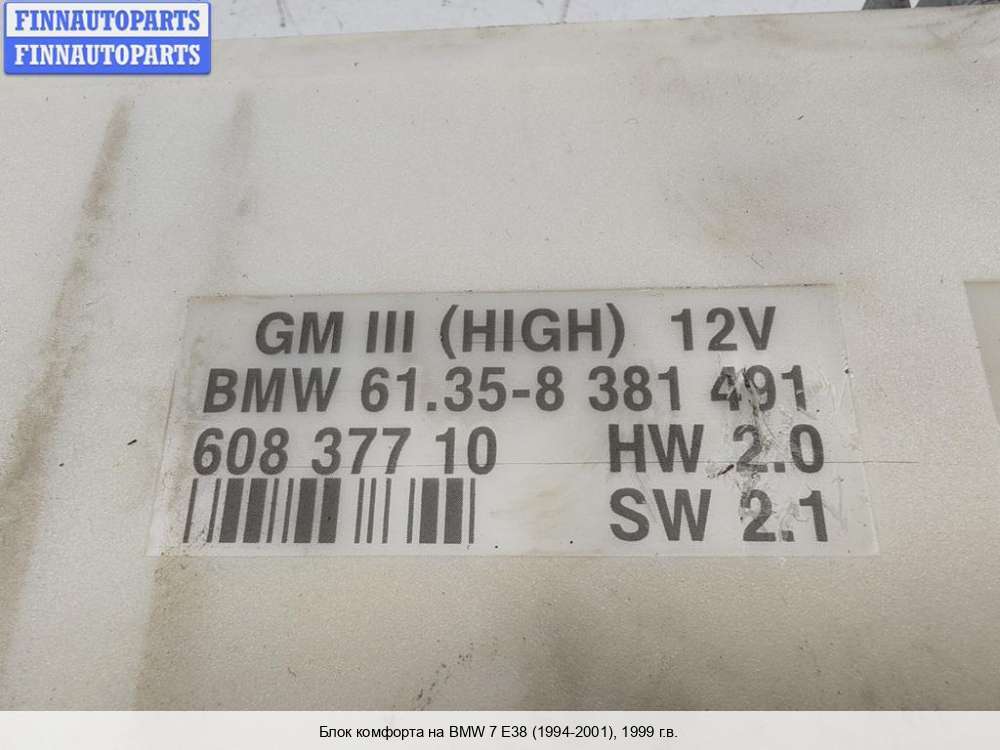 FINNAUTOPARTS
FINNAUTOPARTS
GM III (HIGH) 12V
BMW 61.35-8 381 491
608 377 10 HW 2.0
SW 2.1
Блок комфорта на BMW 7 E38 (1994-2001), 1999 г.в.